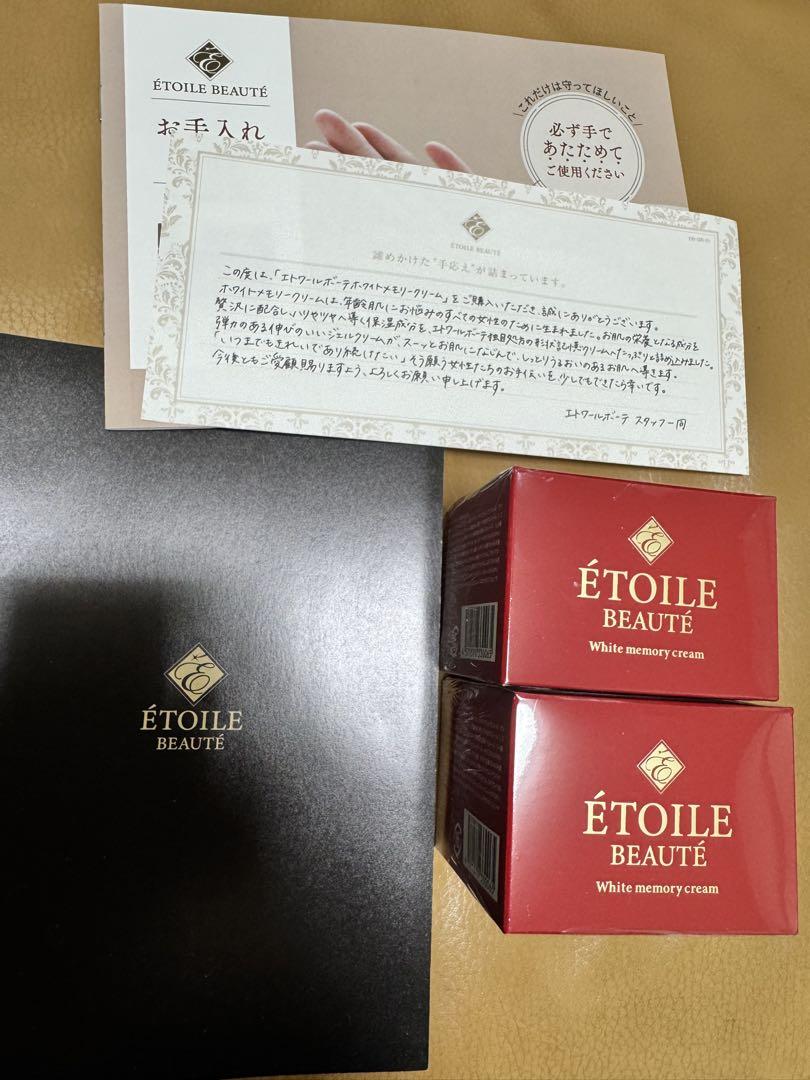 ÉTOILE BEAUTÉ
お手入れ
これだけは守ってほしいこと
必ず手で
あたためて
ご使用ください
ÉTOILE BEAUTÉ
諦めかけた"手応え"が詰まっています。
この度は、「エトワールボーテホワイトメモリークリーム」をご購入いただき、誠にありがとうございます。
ホワイトメモリークリームは、年齢肌にお悩みのすべての女性のために生まれました。お肌の栄養となる成分を
贅沢に配合し、ハリやツヤへ導く保湿成分を、エトワールボーテ独自処方の形状記憶クリームへたっぷりと詰め込みました。
弾力のある伸びのいいジェルクリームが、スーッとお肌になじんで、しっとりうるおいのあるお肌へ導きます。
「いつまでもきれいであり続けたい」そう願う女性たちのお手伝いを、少しでもできたら幸いです。
今後ともご愛顧賜りますよう、よろしくお願い申し上げます。
エトワールボーテ スタッフ一同
ÉTOILE
BEAUTÉ
ÉTOILE
BEAUTÉ
White memory cream
ÉTOILE
BEAUTÉ
White memory cream